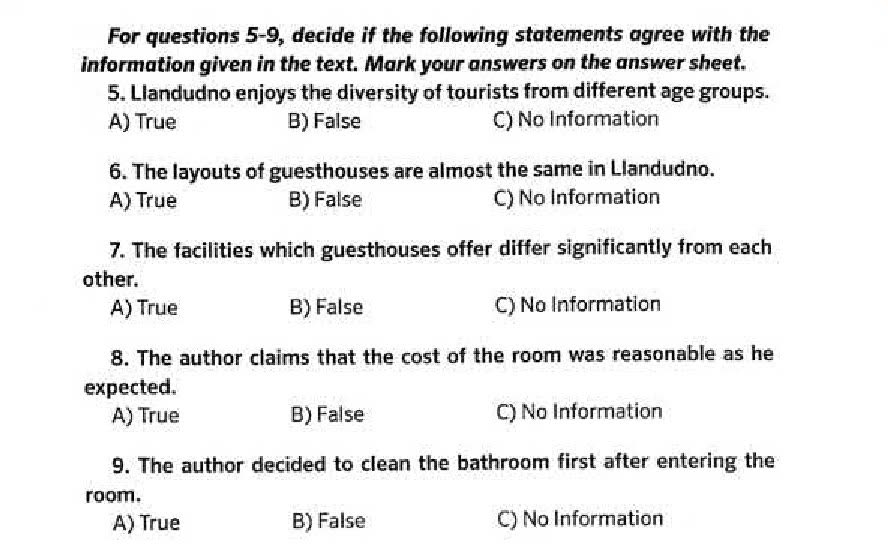 For questions 5-9, decide if the following statements agree with the
information given in the text. Mark your answers on the answer sheet.
5. Llandudno enjoys the diversity of tourists from different age groups.
A) True B) False C) No Information
6. The layouts of guesthouses are almost the same in Llandudno.
A) True B) False C) No Information
7. The facilities which guesthouses offer differ significantly from each
other.
A) True B) False C) No Information
8. The author claims that the cost of the room was reasonable as he
expected.
A) True B) False C) No Information
9. The author decided to clean the bathroom first after entering the
room.
A) True B) False C) No Information